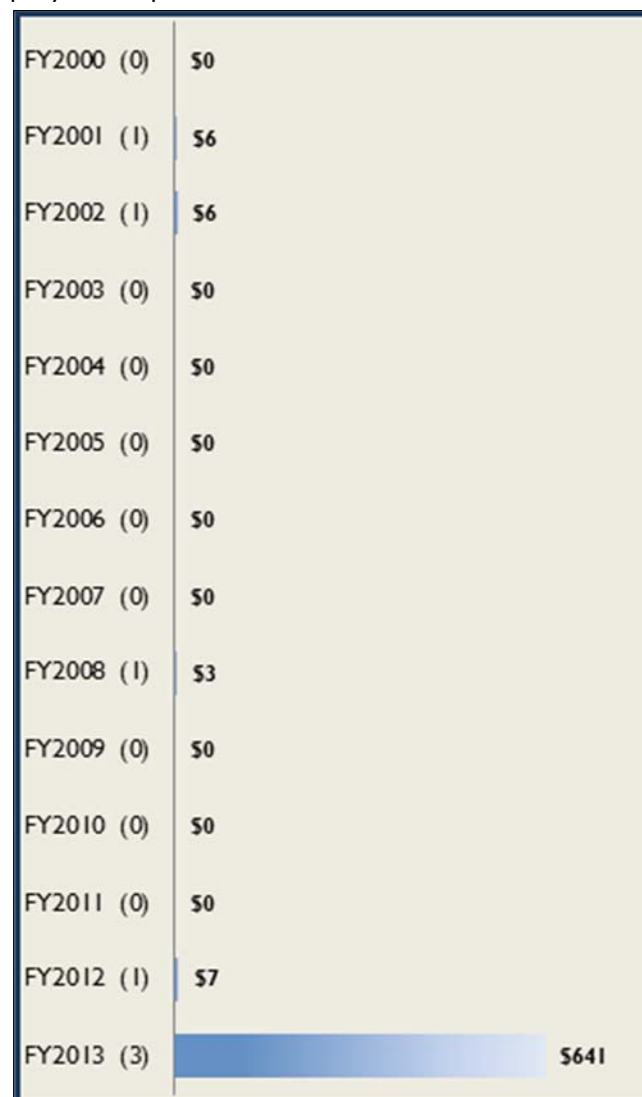 FY2000 (0) $0
FY2001 (1) $6
FY2002 (1) $6
FY2003 (0) $0
FY2004 (0) $0
FY2005 (0) $0
FY2006 (0) $0
FY2007 (0) $0
FY2008 (1) $3
FY2009 (0) $0
FY2010 (0) $0
FY2011 (0) $0
FY2012 (1) $7
FY2013 (3) $641